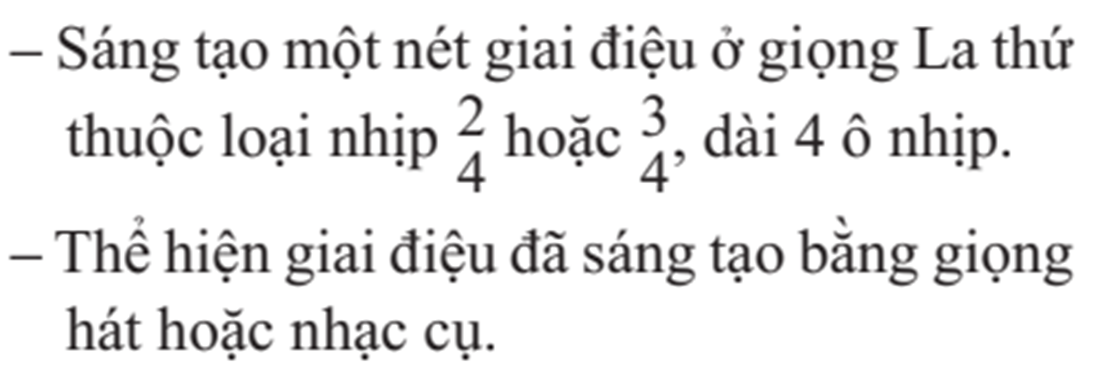 – Sáng tạo một nét giai điệu ở giọng La thứ
thuộc loại nhịp 2/4 hoặc 3/4, dài 4 ô nhịp.
– Thể hiện giai điệu đã sáng tạo bằng giọng
hát hoặc nhạc cụ.